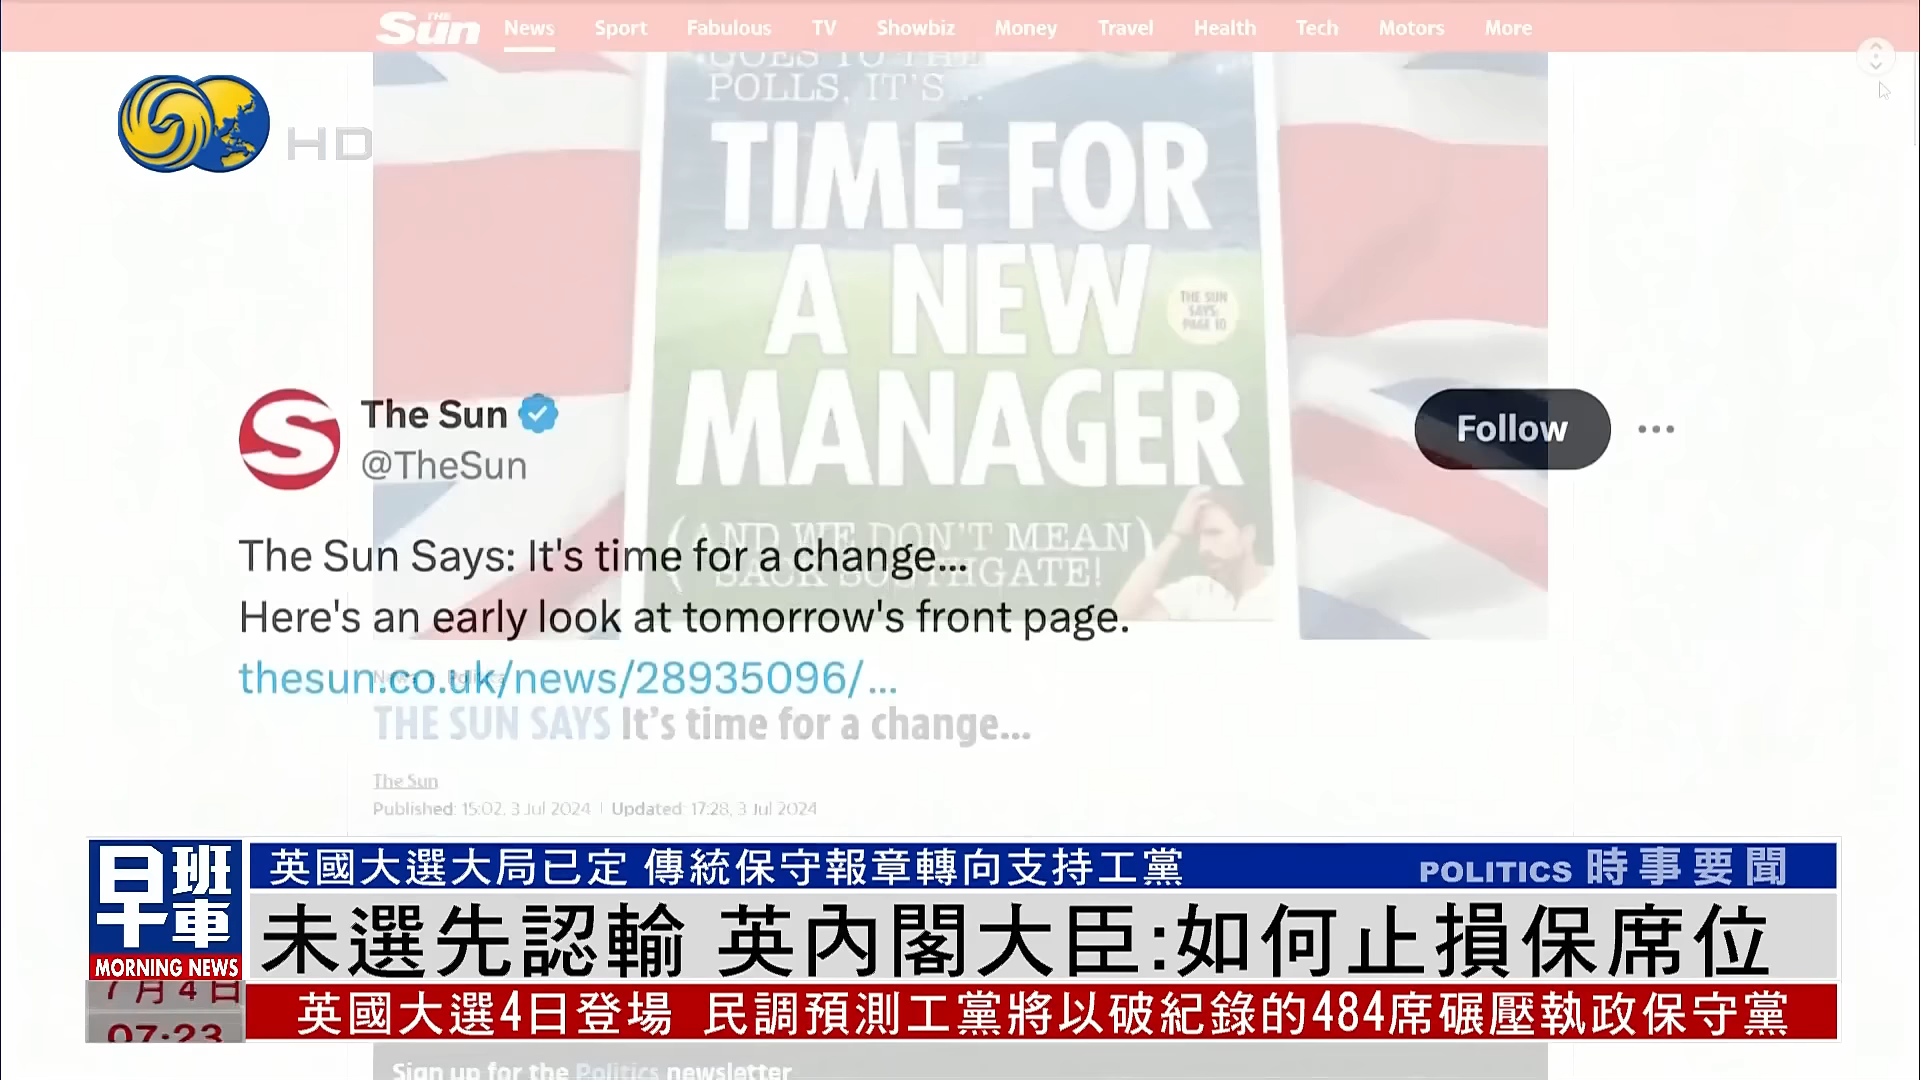 THE Sun News Sport Fabulous TV Showbiz Money Travel Health Tech Motors More
HD
GOES TO THE
POLLS, IT'S...
TIME FOR
A NEW
MANAGER
THE SUN
SAYS:
PAGE 10
(AND WE DON'T MEAN
SACK SOUTHGATE!)
The Sun
@TheSun
Follow
The Sun Says: It's time for a change...
Here's an early look at tomorrow's front page.
thesun.co.uk/news/28935096/...
News Politics
THE SUN SAYS It's time for a change...
The Sun
Published: 15:02, 3 Jul 2024 | Updated: 17:28, 3 Jul 2024
早班車
MORNING NEWS
英國大選大局已定 傳統保守報章轉向支持工黨
POLITICS 時事要聞
未選先認輸 英內閣大臣:如何止損保席位
7月4日
07:23
英國大選4日登場 民調預測工黨將以破紀錄的484席碾壓執政保守黨
Sign up for the Politics newsletter